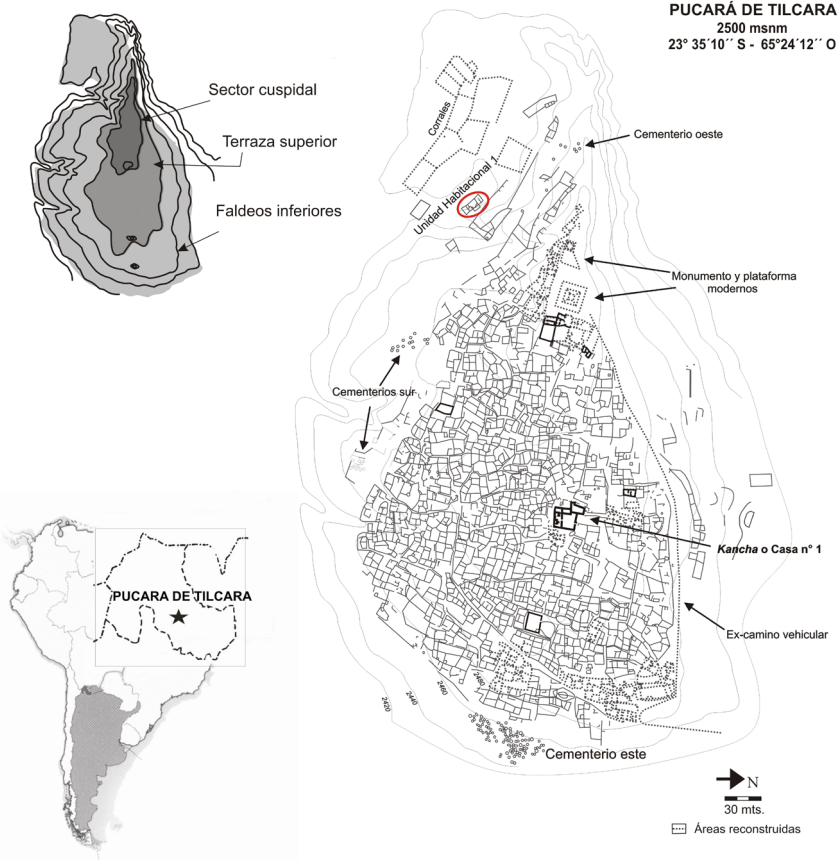 PUCARÁ DE TILCARA
2500 msnm
23° 35´10´´ S - 65°24´12´´ O
Sector cuspidal
Terraza superior
Faldeos inferiores
Corrales
Cementerio oeste
Unidad Habitacional 1
Monumento y plataforma
modernos
Cementerios sur
Kancha o Casa n° 1
PUCARA DE TILCARA
Ex-camino vehicular
2420
2440
2460
2480
Cementerio este
N
30 mts.
Áreas reconstruidas